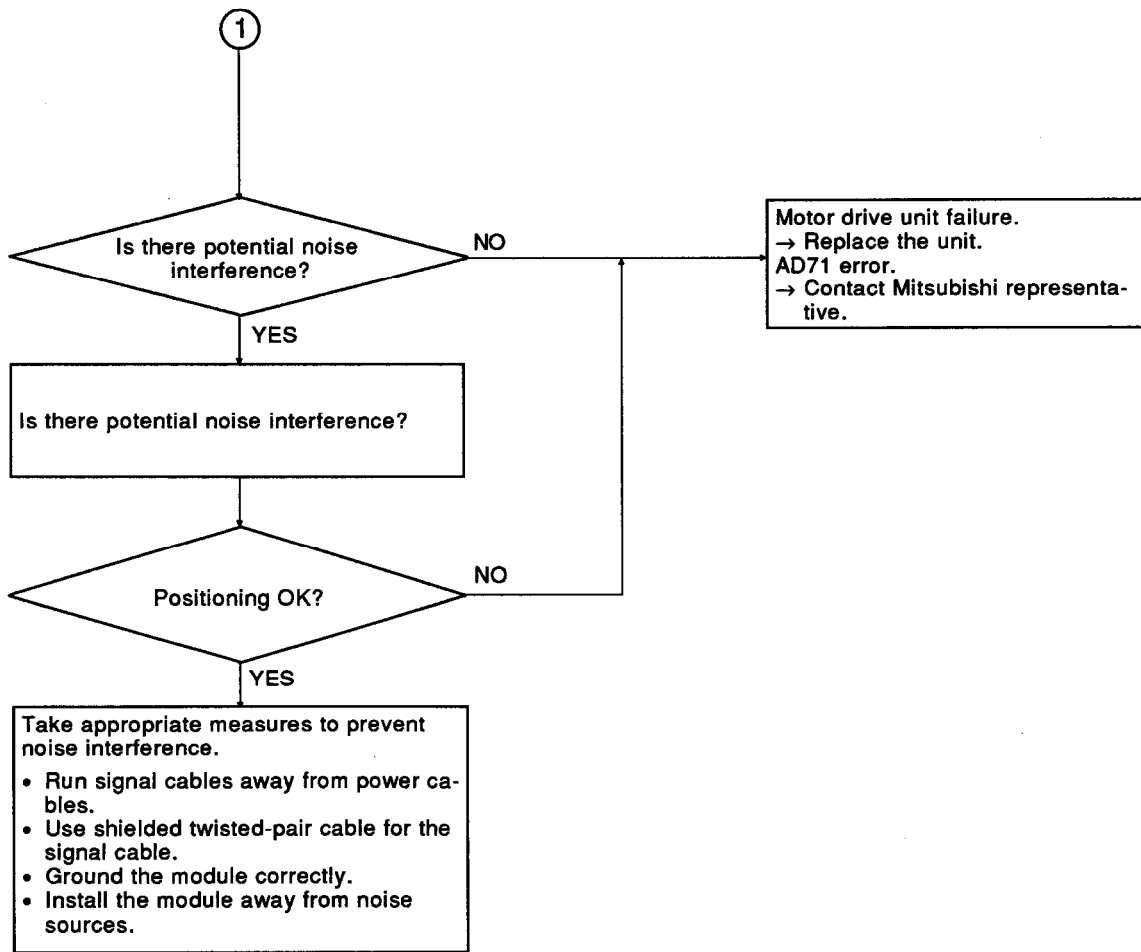 1
Is there potential noise
interference?
NO
YES
Motor drive unit failure.
→ Replace the unit.
AD71 error.
→ Contact Mitsubishi representa-
tive.
Is there potential noise interference?
Positioning OK?
NO
YES
Take appropriate measures to prevent
noise interference.
• Run signal cables away from power ca-
bles.
• Use shielded twisted-pair cable for the
signal cable.
• Ground the module correctly.
• Install the module away from noise
sources.